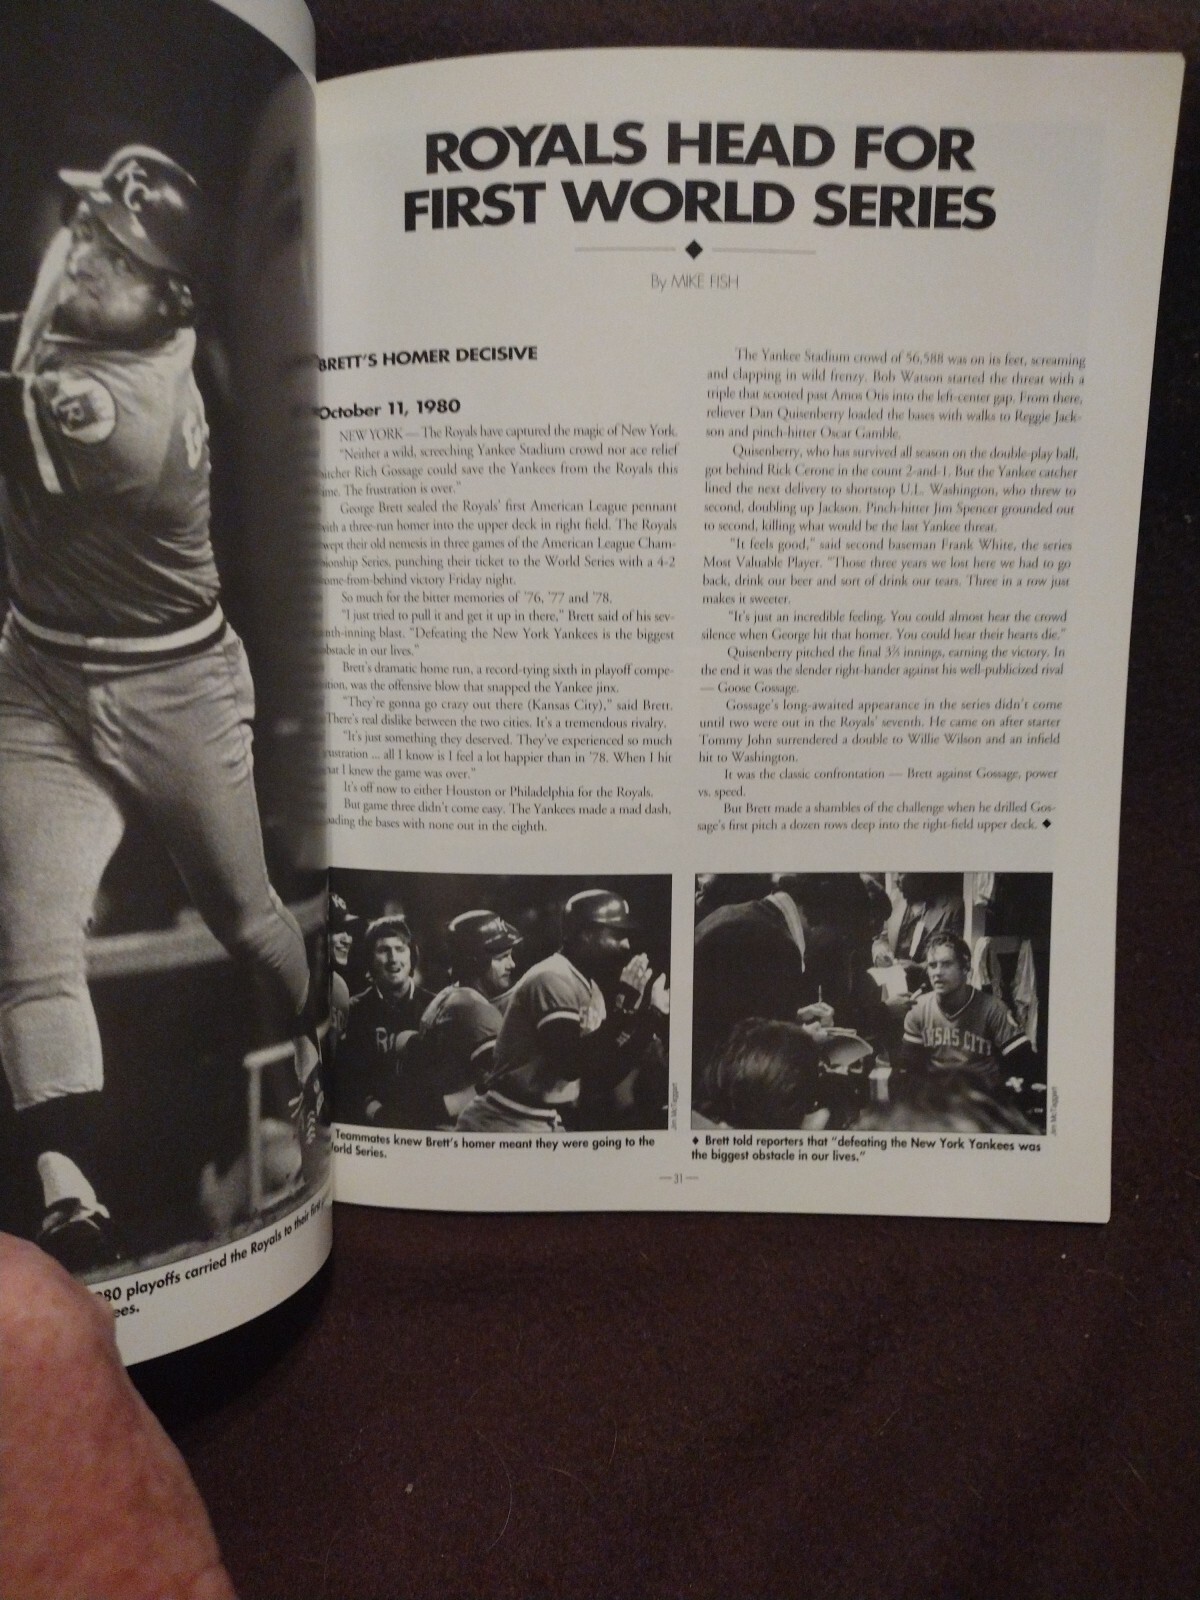 ROYALS HEAD FOR
FIRST WORLD SERIES
By MIKE FISH
BRETT'S HOMER DECISIVE
October 11, 1980
NEW YORK — The Royals have captured the magic of New York.
"Neither a wild, screeching Yankee Stadium crowd nor ace relief
pitcher Rich Gossage could save the Yankees from the Royals this
time. The frustration is over."
George Brett sealed the Royals' first American League pennant
with a three-run homer into the upper deck in right field. The Royals
swept their old nemesis in three games of the American League Cham-
pionship Series, punching their ticket to the World Series with a 4-2
come-from-behind victory Friday night.
So much for the bitter memories of '76, '77 and '78.
"I just tried to pull it and get it up in there," Brett said of his sev-
enth-inning blast. "Defeating the New York Yankees is the biggest
obstacle in our lives."
Brett's dramatic home run, a record-tying sixth in playoff compe-
tition, was the offensive blow that snapped the Yankee jinx.
"They're gonna go crazy out there (Kansas City)," said Brett.
"There's real dislike between the two cities. It's a tremendous rivalry.
"It's just something they deserved. They've experienced so much
frustration ... all I know is I feel a lot happier than in '78. When I hit
that I knew the game was over."
It's off now to either Houston or Philadelphia for the Royals.
But game three didn't come easy. The Yankees made a mad dash,
loading the bases with none out in the eighth.
The Yankee Stadium crowd of 56,588 was on its feet, screaming
and clapping in wild frenzy. Bob Watson started the threat with a
triple that scooted past Amos Otis into the left-center gap. From there,
reliever Dan Quisenberry loaded the bases with walks to Reggie Jack-
son and pinch-hitter Oscar Gamble.
Quisenberry, who has survived all season on the double-play ball,
got behind Rick Cerone in the count 2-and-1. But the Yankee catcher
lined the next delivery to shortstop U.L. Washington, who threw to
second, doubling up Jackson. Pinch-hitter Jim Spencer grounded out
to second, killing what would be the last Yankee threat.
"It feels good," said second baseman Frank White, the series
Most Valuable Player. "Those three years we lost here we had to go
back, drink our beer and sort of drink our tears. Three in a row just
makes it sweeter.
"It's just an incredible feeling. You could almost hear the crowd
silence when George hit that homer. You could hear their hearts die."
Quisenberry pitched the final 3⅔ innings, earning the victory. In
the end it was the slender right-hander against his well-publicized rival
— Goose Gossage.
Gossage's long-awaited appearance in the series didn't come
until two were out in the Royals' seventh. He came on after starter
Tommy John surrendered a double to Willie Wilson and an infield
hit to Washington.
It was the classic confrontation — Brett against Gossage, power
vs. speed.
But Brett made a shambles of the challenge when he drilled Gos-
sage's first pitch a dozen rows deep into the right-field upper deck. ◆
KANSAS CITY
Jim McTaggart
Jim McTaggart
Teammates knew Brett's homer meant they were going to the
World Series.
◆ Brett told reporters that "defeating the New York Yankees was
the biggest obstacle in our lives."
— 31 —
playoffs carried the Royals to their first